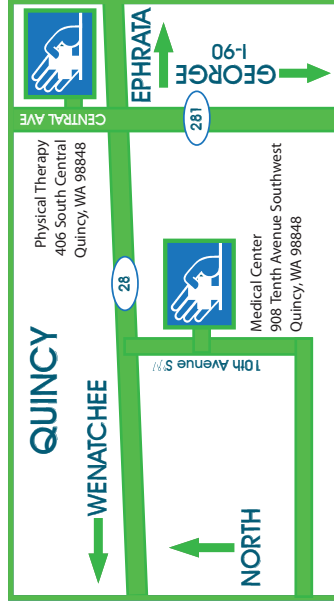 QUINCY
WENATCHEE
NORTH
28
10th Avenue SW
Physical Therapy
406 South Central
Quincy, WA 98848
Medical Center
908 Tenth Avenue Southwest
Quincy, WA 98848
CENTRAL AVE
281
EPHRATA
GEORGE
I-90